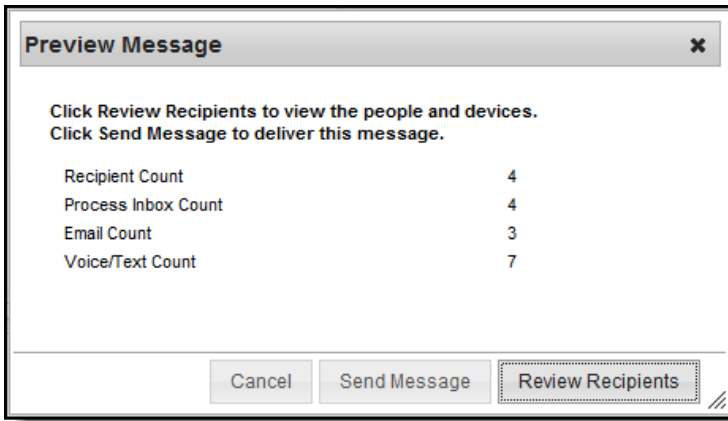 Preview Message
Click Review Recipients to view the people and devices.
Click Send Message to deliver this message.
Recipient Count 4
Process Inbox Count 4
Email Count 3
Voice/Text Count 7
Cancel Send Message Review Recipients